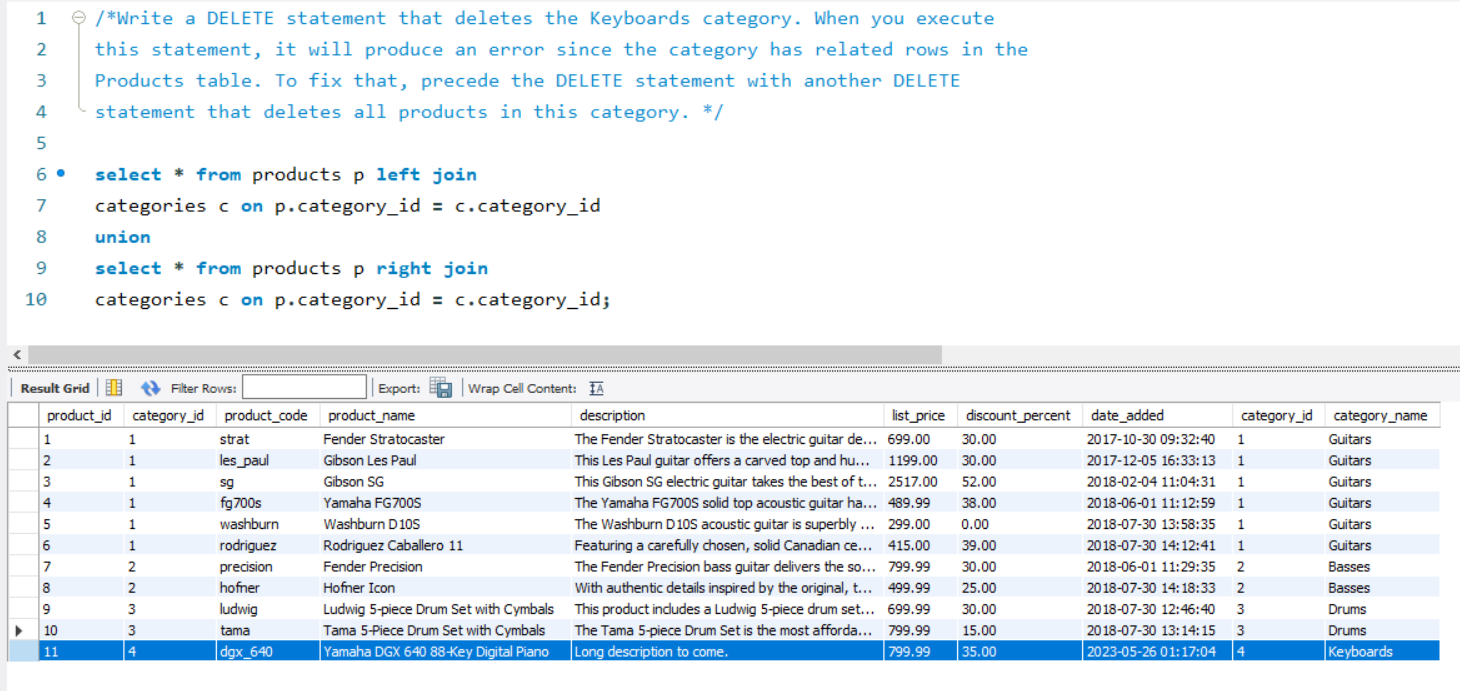 1 /*Write a DELETE statement that deletes the Keyboards category. When you execute
2 this statement, it will produce an error since the category has related rows in the
3 Products table. To fix that, precede the DELETE statement with another DELETE
4 statement that deletes all products in this category. */
5
6 select * from products p left join
7 categories c on p.category_id = c.category_id
8 union
9 select * from products p right join
10 categories c on p.category_id = c.category_id;
Result Grid Filter Rows: Export: Wrap Cell Content: IA
product_id category_id product_code product_name description list_price discount_percent date_added category_id category_name
1 1 strat Fender Stratocaster The Fender Stratocaster is the electric guitar de... 699.00 30.00 2017-10-30 09:32:40 1 Guitars
2 1 les_paul Gibson Les Paul This Les Paul guitar offers a carved top and hu... 1199.00 30.00 2017-12-05 16:33:13 1 Guitars
3 1 sg Gibson SG This Gibson SG electric guitar takes the best of t... 2517.00 52.00 2018-02-04 11:04:31 1 Guitars
4 1 fg700s Yamaha FG700S The Yamaha FG700S solid top acoustic guitar ha... 489.99 38.00 2018-06-01 11:12:59 1 Guitars
5 1 washburn Washburn D10S The Washburn D10S acoustic guitar is superbly ... 299.00 0.00 2018-07-30 13:58:35 1 Guitars
6 1 rodriguez Rodriguez Caballero 11 Featuring a carefully chosen, solid Canadian ce... 415.00 39.00 2018-07-30 14:12:41 1 Guitars
7 2 precision Fender Precision The Fender Precision bass guitar delivers the so... 799.99 30.00 2018-06-01 11:29:35 2 Basses
8 2 hofner Hofner Icon With authentic details inspired by the original, t... 499.99 25.00 2018-07-30 14:18:33 2 Basses
9 3 ludwig Ludwig 5-piece Drum Set with Cymbals This product includes a Ludwig 5-piece drum set... 699.99 30.00 2018-07-30 12:46:40 3 Drums
10 3 tama Tama 5-Piece Drum Set with Cymbals The Tama 5-piece Drum Set is the most afforda... 799.99 15.00 2018-07-30 13:14:15 3 Drums
11 4 dgx_640 Yamaha DGX 640 88-Key Digital Piano Long description to come. 799.99 35.00 2023-05-26 01:17:04 4 Keyboards